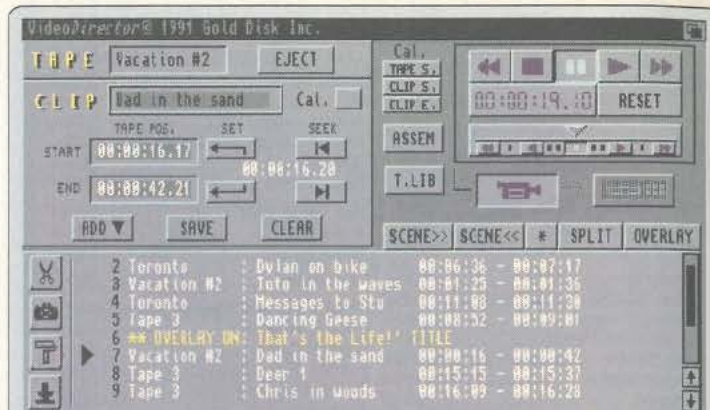 VideoDirector© 1991 Gold Disk Inc.
TAPE Vacation #2 EJECT
CLIP Dad in the sand Cal.
TAPE POS. SET SEEK
START 00:00:16.17
00:00:16.20
END 00:00:42.21
ADD SAVE CLEAR
Cal.
TAPE S.
CLIP S.
CLIP E.
ASSEM
T.LIB
00:00:19.10 RESET
SCENE>> SCENE<< * SPLIT OVERLAY
2 Toronto : Dylan on bike 00:06:36 - 00:07:17
3 Vacation #2 : Toto in the waves 00:01:25 - 00:01:36
4 Toronto : Messages to Stu 00:11:08 - 00:11:30
5 Tape 3 : Dancing Geese 00:08:52 - 00:09:01
6 ** OVERLAY ON: That's the Life!' TITLE
7 Vacation #2 : Dad in the sand 00:00:16 - 00:00:42
8 Tape 3 : Deer 1 00:15:15 - 00:15:37
9 Tape 3 : Chris in woods 00:16:09 - 00:16:28